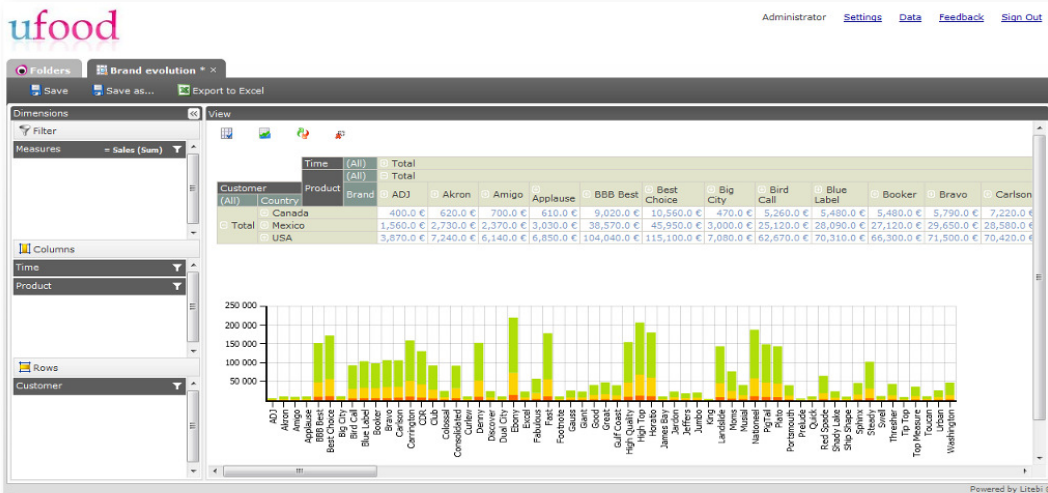 ufood
Administrator Settings Data Feedback Sign Out
Folders Brand evolution * ×
Save Save as... Export to Excel
Dimensions « View
Filter
Measures = Sales (Sum)
Time (All) Total
(All) Total
Customer Product Brand ADJ Akron Amigo Applause BBB Best Best Choice Big City Bird Call Blue Label Booker Bravo Carlson
(All) Country
Canada 400.0 € 620.0 € 700.0 € 610.0 € 9,020.0 € 10,560.0 € 470.0 € 5,260.0 € 5,480.0 € 5,480.0 € 5,790.0 € 7,220.0 €
Total Mexico 1,560.0 € 2,730.0 € 2,370.0 € 3,030.0 € 38,570.0 € 45,950.0 € 3,000.0 € 25,120.0 € 28,090.0 € 27,120.0 € 29,650.0 € 28,580.0 €
USA 3,870.0 € 7,240.0 € 6,140.0 € 6,850.0 € 104,040.0 € 115,100.0 € 7,080.0 € 62,670.0 € 70,310.0 € 66,300.0 € 71,500.0 € 70,420.0 €
Columns
Time
Product
Rows
Customer
250 000
200 000
150 000
100 000
50 000
ADJ
Akron
Amigo
Applause
BBB Best
Best Choice
Big City
Bird Call
Blue Label
Booker
Bravo
Carlson
Carrington
CDR
Club
Colossal
Consolidated
Curlew
Denny
Discover
Dual City
Ebony
Excel
Fabulous
Fast
Footnote
Gauss
Giant
Good
Great
Gulf Coast
High Quality
High Top
Horatio
James Bay
Jardon
Jeffers
Jumbo
King
Landslide
Moms
Musial
Nationeel
PigTail
Plato
Portsmouth
Prelude
Quick
Red Spade
Shady Lake
Ship Shape
Sphinx
Steady
Swell
Thresher
Tip Top
Top Measure
Toucan
Urban
Washington
Powered by Litebi